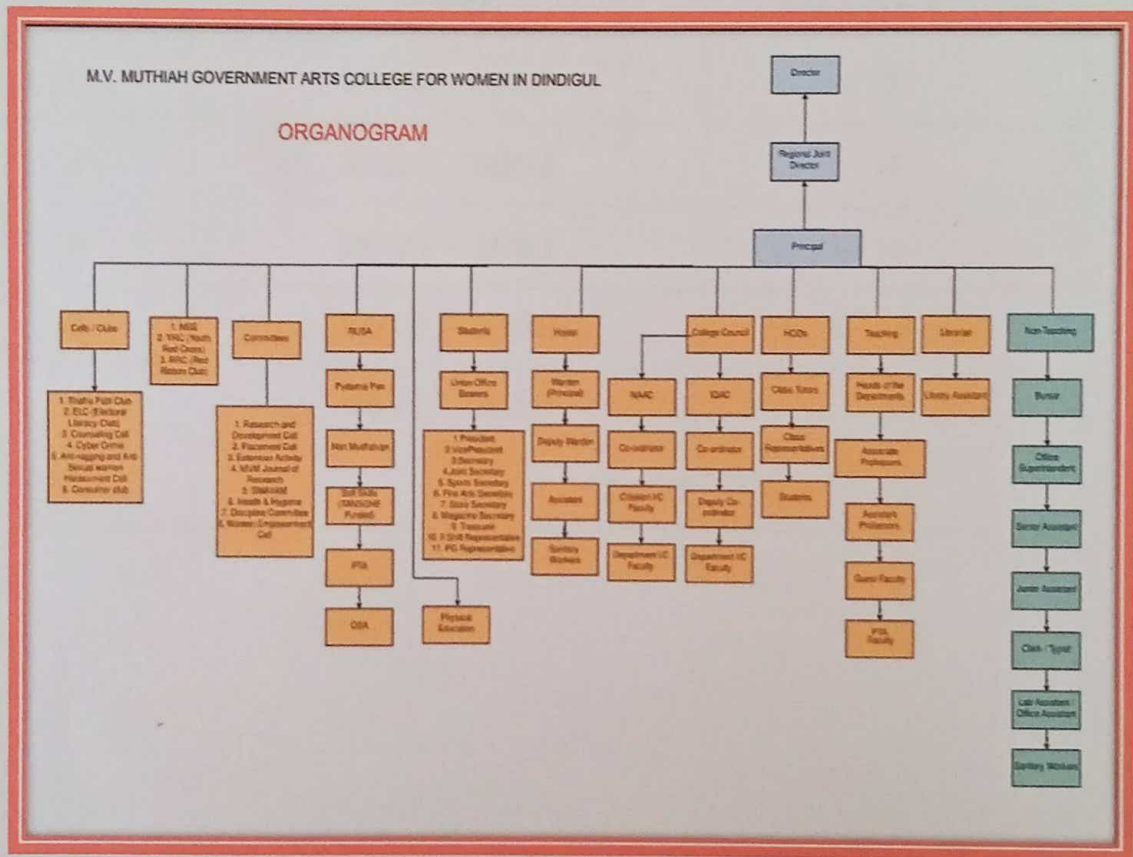 M.V. MUTHIAH GOVERNMENT ARTS COLLEGE FOR WOMEN IN DINDIGUL
ORGANOGRAM
Director
Regional Joint
Director
Principal
Cells / Clubs
1. NSS
2. YRC (Youth
Red Cross)
3. RRC (Red
Ribbon Club)
Committees
RUSA
Students
Hostel
College Council
HODs
Teaching
Librarian
Non-Teaching
1. Thathu Patti Club
2. ELC (Electoral
Literacy Club)
3. Counseling Cell
4. Cyber Crime
5. Anti-ragging and Anti
Sexual women
Harassment Cell
6. Consumer club
1. Research and
Development Cell
2. Placement Cell
3. Extension Activity
4. MVM Journal of
Research
5. SWAYAM
6. Health & Hygiene
7. Discipline Committee
8. Women Empowerment
Cell
Pudumai Pen
Nan Mudhalvan
Soft Skills
(TANSCHE
Funded)
PTA
OSA
Physical
Education
Union Office
Bearers
1. President
2. VicePresident
3. Secretary
4. Joint Secretary
5. Sports Secretary
6. Fine Arts Secretary
7. Store Secretary
8. Magazine Secretary
9. Treasurer
10. II Shift Representative
11. PG Representative
Warden
(Principal)
Deputy Warden
Assistant
Sanitary
Workers
NAAC
Co-ordinator
Criterion I/C
Faculty
Department I/C
Faculty
IQAC
Co-ordinator
Deputy Co-
ordinator
Department I/C
Faculty
Class Tutors
Class
Representatives
Students
Heads of the
Departments
Associate
Professors
Assistant
Professors
Guest Faculty
PTA
Faculty
Library Assistant
Bursar
Office
Superintendent
Senior Assistant
Junior Assistant
Clerk / Typist
Lab Assistant /
Office Assistant
Sanitary Workers